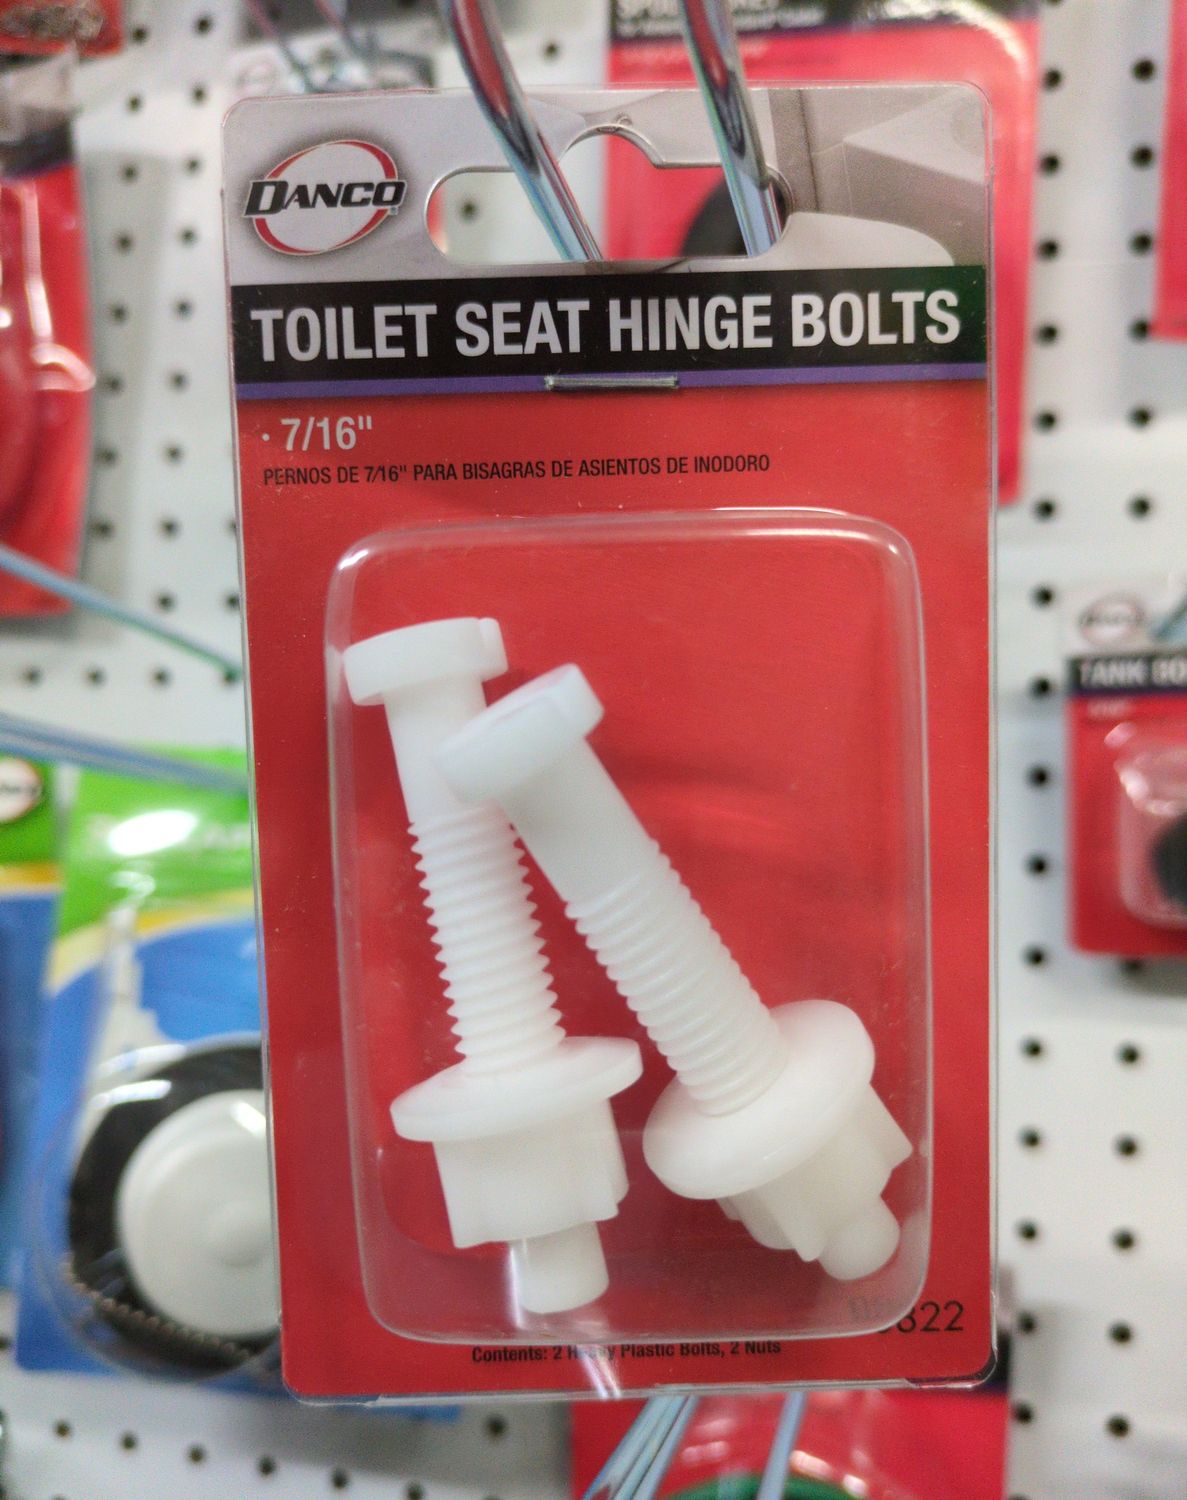 DANCO
TOILET SEAT HINGE BOLTS
· 7/16"
PERNOS DE 7/16" PARA BISAGRAS DE ASIENTOS DE INODORO
TANK
Contents: 2 Heavy Plastic Bolts, 2 Nuts